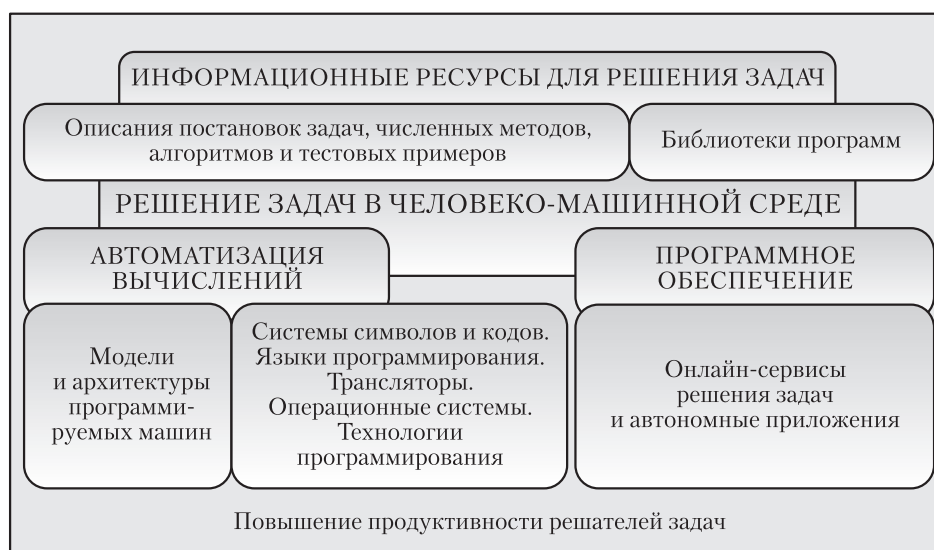 ИНФОРМАЦИОННЫЕ РЕСУРСЫ ДЛЯ РЕШЕНИЯ ЗАДАЧ
Описания постановок задач, численных методов,
алгоритмов и тестовых примеров
Библиотеки программ
РЕШЕНИЕ ЗАДАЧ В ЧЕЛОВЕКО-МАШИННОЙ СРЕДЕ
АВТОМАТИЗАЦИЯ
ВЫЧИСЛЕНИЙ
ПРОГРАММНОЕ
ОБЕСПЕЧЕНИЕ
Модели
и архитектуры
программи-
руемых машин
Системы символов и кодов.
Языки программирования.
Трансляторы.
Операционные системы.
Технологии
программирования
Онлайн-сервисы
решения задач
и автономные приложения
Повышение продуктивности решателей задач